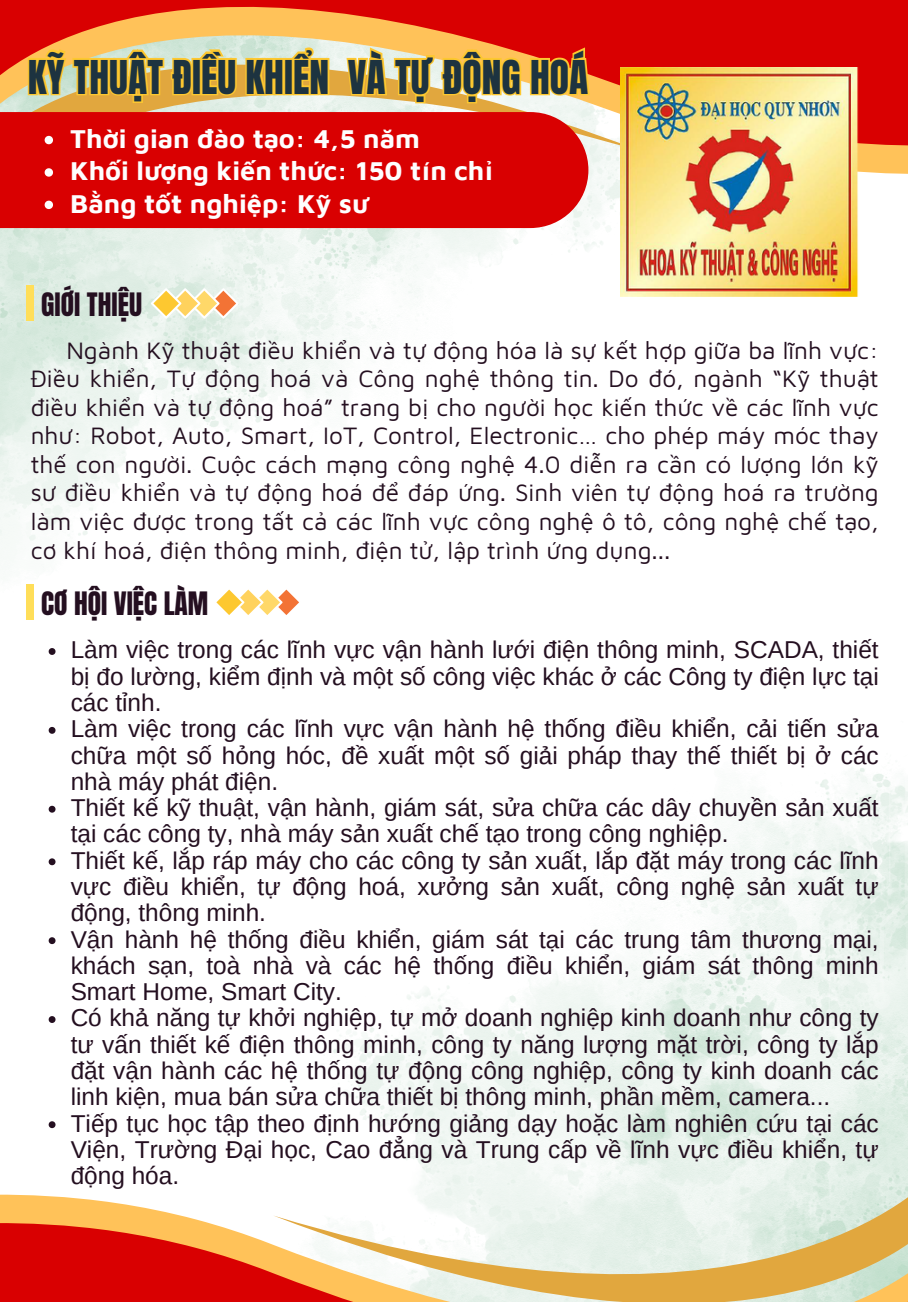 KỸ THUẬT ĐIỀU KHIỂN VÀ TỰ ĐỘNG HOÁ
• Thời gian đào tạo: 4,5 năm
• Khối lượng kiến thức: 150 tín chỉ
• Bằng tốt nghiệp: Kỹ sư
ĐẠI HỌC QUY NHƠN
KHOA KỸ THUẬT & CÔNG NGHỆ
GIỚI THIỆU
Ngành Kỹ thuật điều khiển và tự động hóa là sự kết hợp giữa ba lĩnh vực:
Điều khiển, Tự động hoá và Công nghệ thông tin. Do đó, ngành “Kỹ thuật
điều khiển và tự động hoá” trang bị cho người học kiến thức về các lĩnh vực
như: Robot, Auto, Smart, IoT, Control, Electronic... cho phép máy móc thay
thế con người. Cuộc cách mạng công nghệ 4.0 diễn ra cần có lượng lớn kỹ
sư điều khiển và tự động hoá để đáp ứng. Sinh viên tự động hoá ra trường
làm việc được trong tất cả các lĩnh vực công nghệ ô tô, công nghệ chế tạo,
cơ khí hoá, điện thông minh, điện tử, lập trình ứng dụng...
CƠ HỘI VIỆC LÀM
• Làm việc trong các lĩnh vực vận hành lưới điện thông minh, SCADA, thiết
bị đo lường, kiểm định và một số công việc khác ở các Công ty điện lực tại
các tỉnh.
• Làm việc trong các lĩnh vực vận hành hệ thống điều khiển, cải tiến sửa
chữa một số hỏng hóc, đề xuất một số giải pháp thay thế thiết bị ở các
nhà máy phát điện.
• Thiết kế kỹ thuật, vận hành, giám sát, sửa chữa các dây chuyền sản xuất
tại các công ty, nhà máy sản xuất chế tạo trong công nghiệp.
• Thiết kế, lắp ráp máy cho các công ty sản xuất, lắp đặt máy trong các lĩnh
vực điều khiển, tự động hoá, xưởng sản xuất, công nghệ sản xuất tự
động, thông minh.
• Vận hành hệ thống điều khiển, giám sát tại các trung tâm thương mại,
khách sạn, toà nhà và các hệ thống điều khiển, giám sát thông minh
Smart Home, Smart City.
• Có khả năng tự khởi nghiệp, tự mở doanh nghiệp kinh doanh như công ty
tư vấn thiết kế điện thông minh, công ty năng lượng mặt trời, công ty lắp
đặt vận hành các hệ thống tự động công nghiệp, công ty kinh doanh các
linh kiện, mua bán sửa chữa thiết bị thông minh, phần mềm, camera...
• Tiếp tục học tập theo định hướng giảng dạy hoặc làm nghiên cứu tại các
Viện, Trường Đại học, Cao đẳng và Trung cấp về lĩnh vực điều khiển, tự
động hóa.